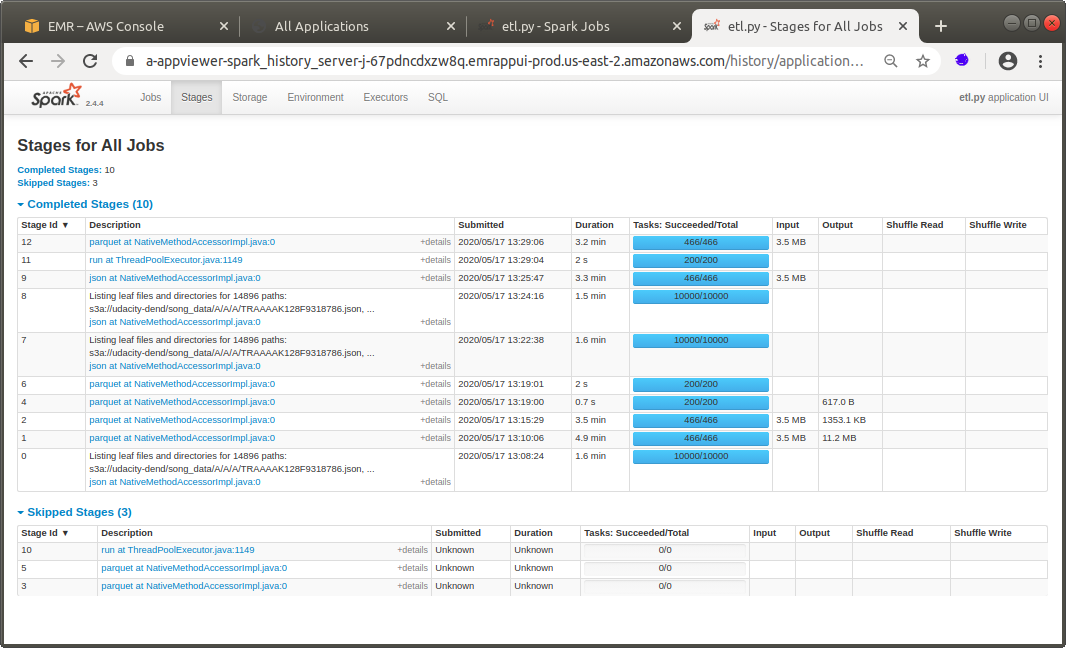 EMR – AWS Console
All Applications
etl.py - Spark Jobs
etl.py - Stages for All Jobs
a-appviewer-spark_history_server-j-67pdncdxzw8q.emrappui-prod.us-east-2.amazonaws.com/history/application…
APACHE Spark 2.4.4 Jobs Stages Storage Environment Executors SQL etl.py application UI
Stages for All Jobs
Completed Stages: 10
Skipped Stages: 3
Completed Stages (10)
Stage Id ▼ Description Submitted Duration Tasks: Succeeded/Total Input Output Shuffle Read Shuffle Write
12 parquet at NativeMethodAccessorImpl.java:0 +details 2020/05/17 13:29:06 3.2 min 466/466 3.5 MB
11 run at ThreadPoolExecutor.java:1149 +details 2020/05/17 13:29:04 2 s 200/200
9 json at NativeMethodAccessorImpl.java:0 +details 2020/05/17 13:25:47 3.3 min 466/466 3.5 MB
8 Listing leaf files and directories for 14896 paths: 2020/05/17 13:24:16 1.5 min 10000/10000
s3a://udacity-dend/song_data/A/A/A/TRAAAAK128F9318786.json, ...
json at NativeMethodAccessorImpl.java:0 +details
7 Listing leaf files and directories for 14896 paths: 2020/05/17 13:22:38 1.6 min 10000/10000
s3a://udacity-dend/song_data/A/A/A/TRAAAAK128F9318786.json, ...
json at NativeMethodAccessorImpl.java:0 +details
6 parquet at NativeMethodAccessorImpl.java:0 +details 2020/05/17 13:19:01 2 s 200/200
4 parquet at NativeMethodAccessorImpl.java:0 +details 2020/05/17 13:19:00 0.7 s 200/200 617.0 B
2 parquet at NativeMethodAccessorImpl.java:0 +details 2020/05/17 13:15:29 3.5 min 466/466 3.5 MB 1353.1 KB
1 parquet at NativeMethodAccessorImpl.java:0 +details 2020/05/17 13:10:06 4.9 min 466/466 3.5 MB 11.2 MB
0 Listing leaf files and directories for 14896 paths: 2020/05/17 13:08:24 1.6 min 10000/10000
s3a://udacity-dend/song_data/A/A/A/TRAAAAK128F9318786.json, ...
json at NativeMethodAccessorImpl.java:0 +details
Skipped Stages (3)
Stage Id ▼ Description Submitted Duration Tasks: Succeeded/Total Input Output Shuffle Read Shuffle Write
10 run at ThreadPoolExecutor.java:1149 +details Unknown Unknown 0/0
5 parquet at NativeMethodAccessorImpl.java:0 +details Unknown Unknown 0/0
3 parquet at NativeMethodAccessorImpl.java:0 +details Unknown Unknown 0/0